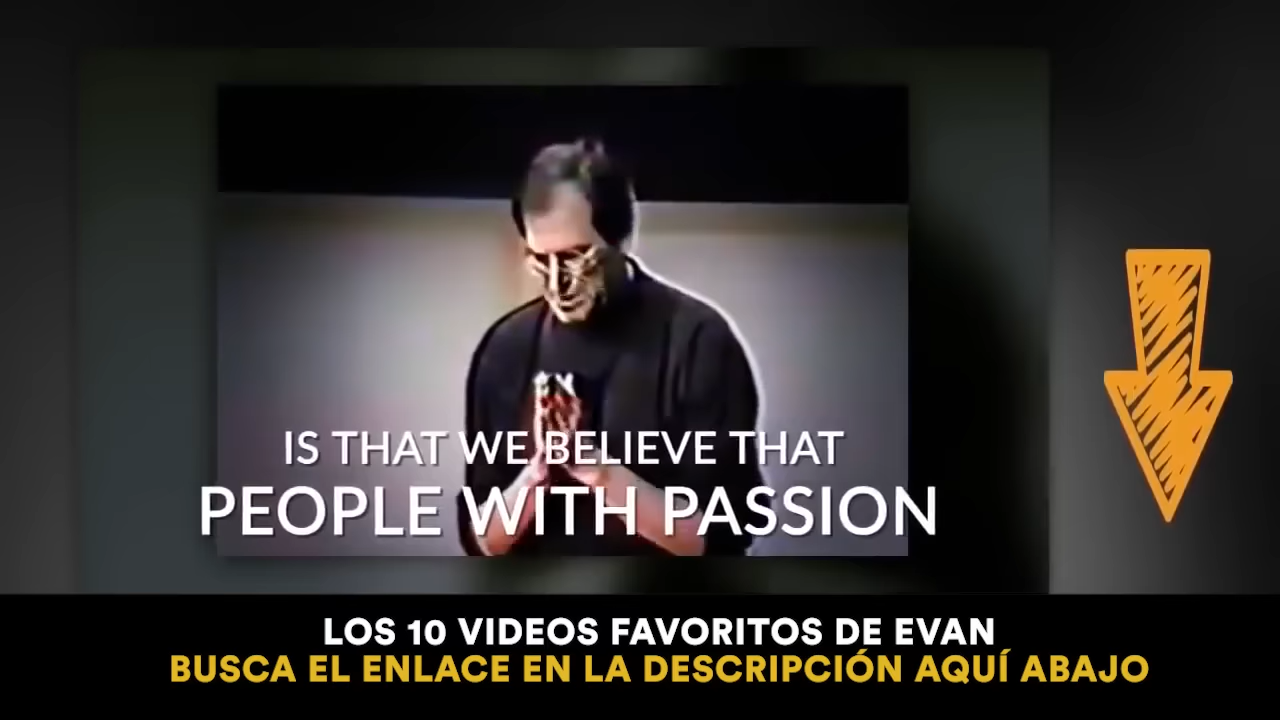 IS THAT WE BELIEVE THAT
PEOPLE WITH PASSION
LOS 10 VIDEOS FAVORITOS DE EVAN
BUSCA EL ENLACE EN LA DESCRIPCIÓN AQUÍ ABAJO